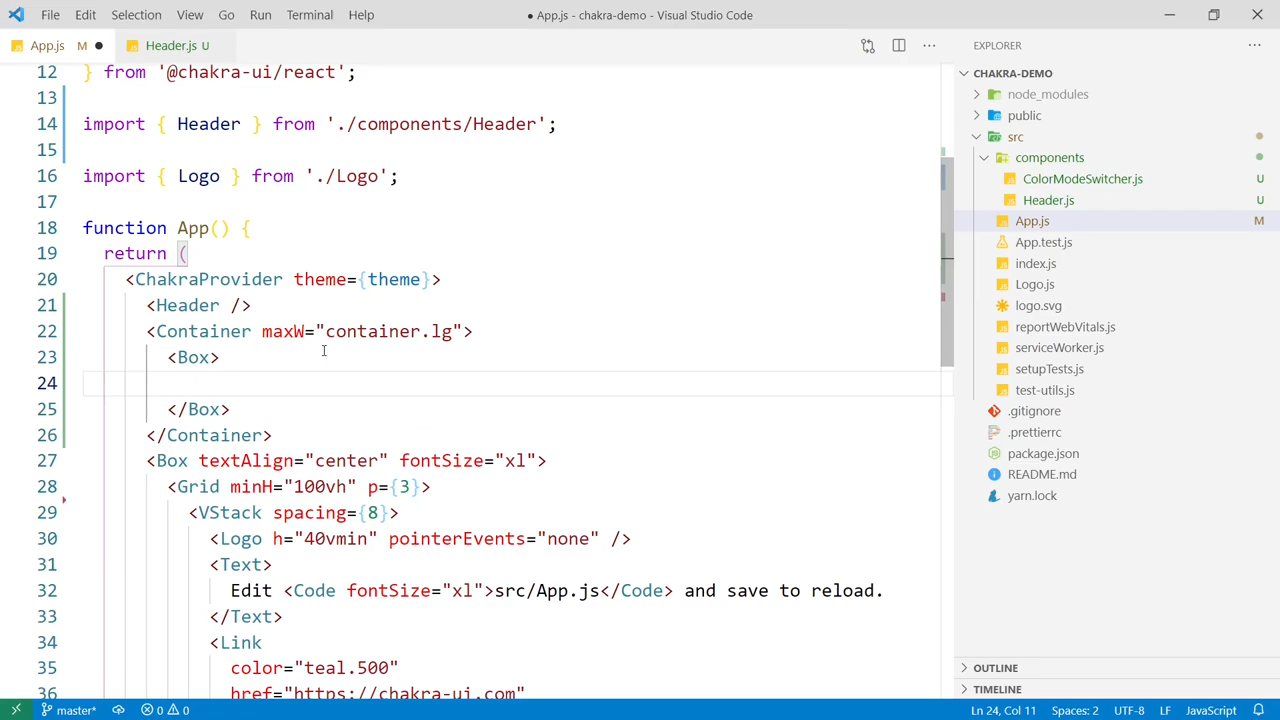 File Edit Selection View Go Run Terminal Help
● App.js - chakra-demo - Visual Studio Code
App.js M ●
Header.js U
12 } from '@chakra-ui/react';
13
14 import { Header } from './components/Header';
15
16 import { Logo } from './Logo';
17
18 function App() {
19 return (
20 <ChakraProvider theme={theme}>
21 <Header />
22 <Container maxW="container.lg">
23 <Box>
24
25 </Box>
26 </Container>
27 <Box textAlign="center" fontSize="xl">
28 <Grid minH="100vh" p={3}>
29 <VStack spacing={8}>
30 <Logo h="40vmin" pointerEvents="none" />
31 <Text>
32 Edit <Code fontSize="xl">src/App.js</Code> and save to reload.
33 </Text>
34 <Link
35 color="teal.500"
36 href="https://chakra-ui.com"
EXPLORER
CHAKRA-DEMO
node_modules
public
src
components
ColorModeSwitcher.js U
Header.js U
App.js M
App.test.js
index.js
Logo.js
logo.svg
reportWebVitals.js
serviceWorker.js
setupTests.js
test-utils.js
.gitignore
.prettierrc
package.json
README.md
yarn.lock
OUTLINE
TIMELINE
master* 0 0
Ln 24, Col 11 Spaces: 2 UTF-8 LF JavaScript